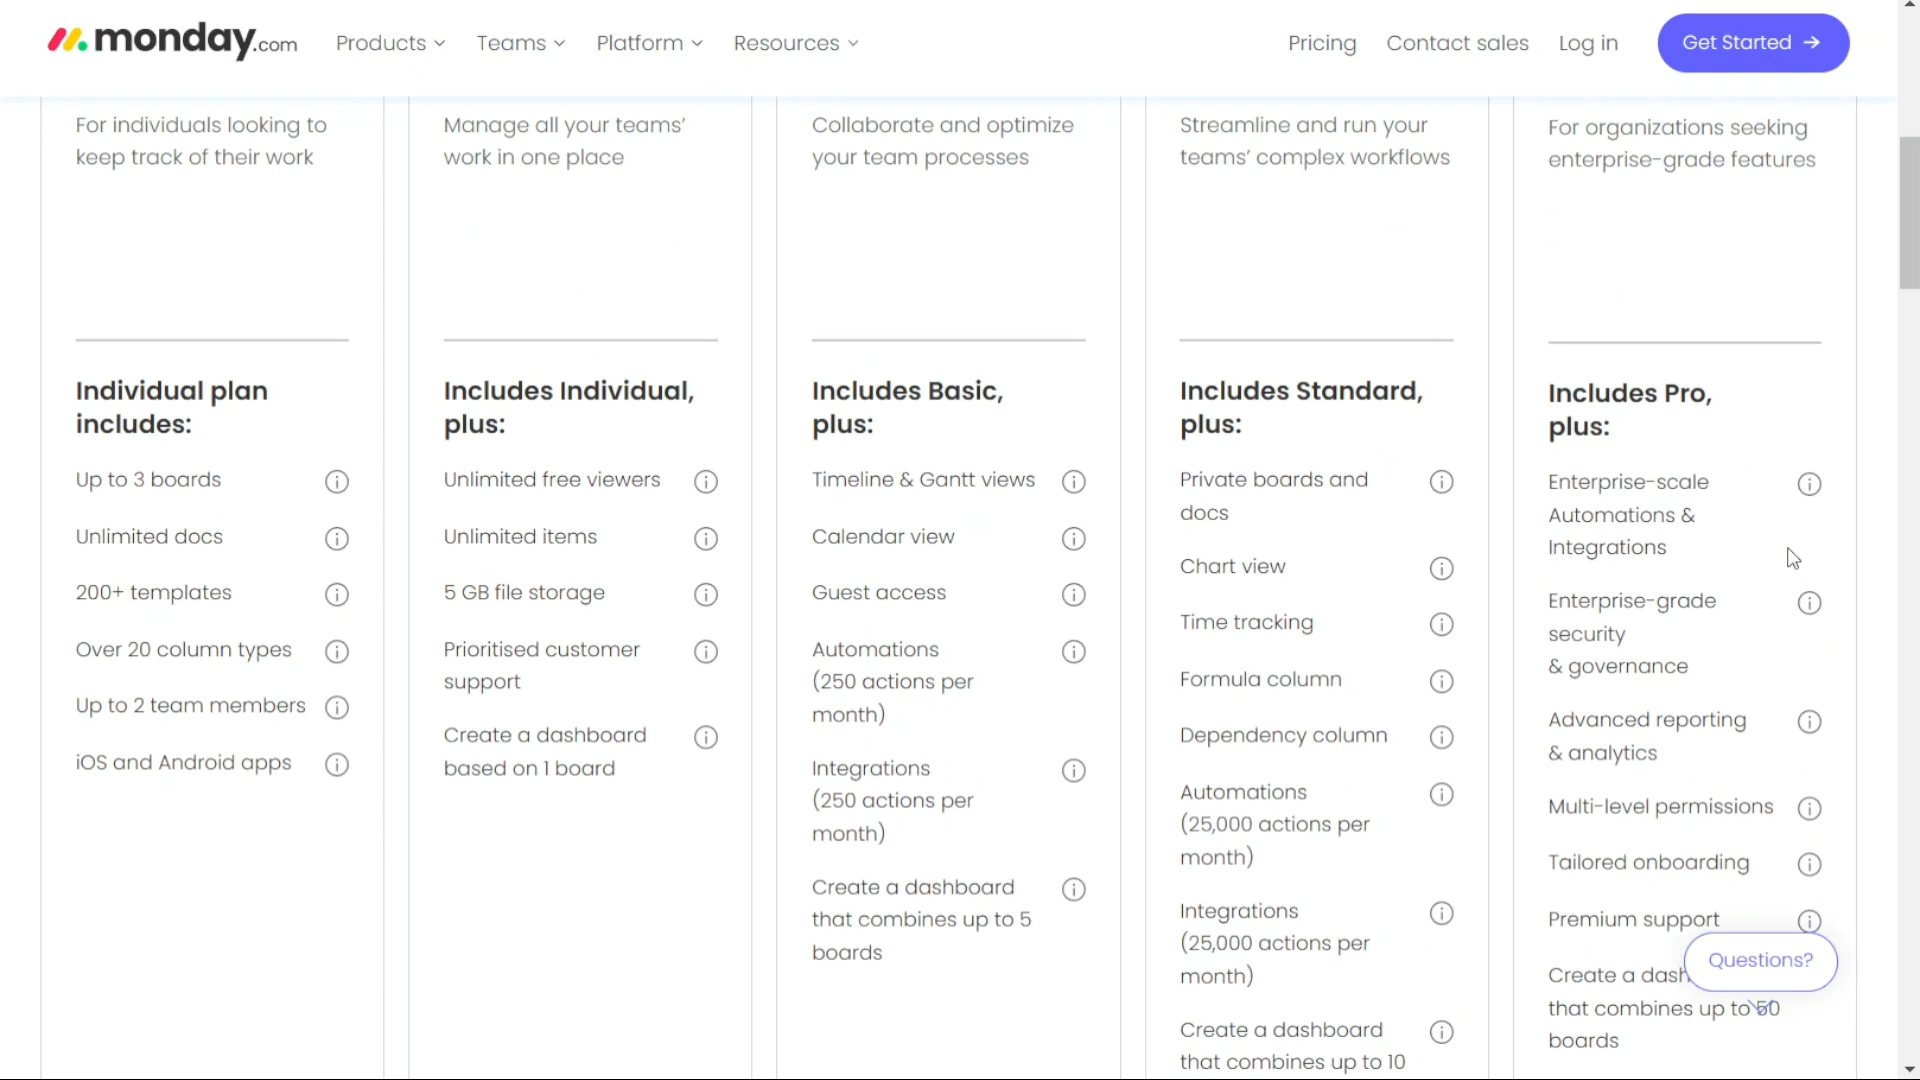 monday.com
Products
Teams
Platform
Resources
Pricing
Contact sales
Log in
Get Started →
For individuals looking to
keep track of their work
Individual plan
includes:
Up to 3 boards
Unlimited docs
200+ templates
Over 20 column types
Up to 2 team members
iOS and Android apps
Manage all your teams’
work in one place
Includes Individual,
plus:
Unlimited free viewers
Unlimited items
5 GB file storage
Prioritised customer
support
Create a dashboard
based on 1 board
Collaborate and optimize
your team processes
Includes Basic,
plus:
Timeline & Gantt views
Calendar view
Guest access
Automations
(250 actions per
month)
Integrations
(250 actions per
month)
Create a dashboard
that combines up to 5
boards
Streamline and run your
teams’ complex workflows
Includes Standard,
plus:
Private boards and
docs
Chart view
Time tracking
Formula column
Dependency column
Automations
(25,000 actions per
month)
Integrations
(25,000 actions per
month)
Create a dashboard
that combines up to 10
For organizations seeking
enterprise-grade features
Includes Pro,
plus:
Enterprise-scale
Automations &
Integrations
Enterprise-grade
security
& governance
Advanced reporting
& analytics
Multi-level permissions
Tailored onboarding
Premium support
Create a dash
that combines up to 50
boards
Questions?